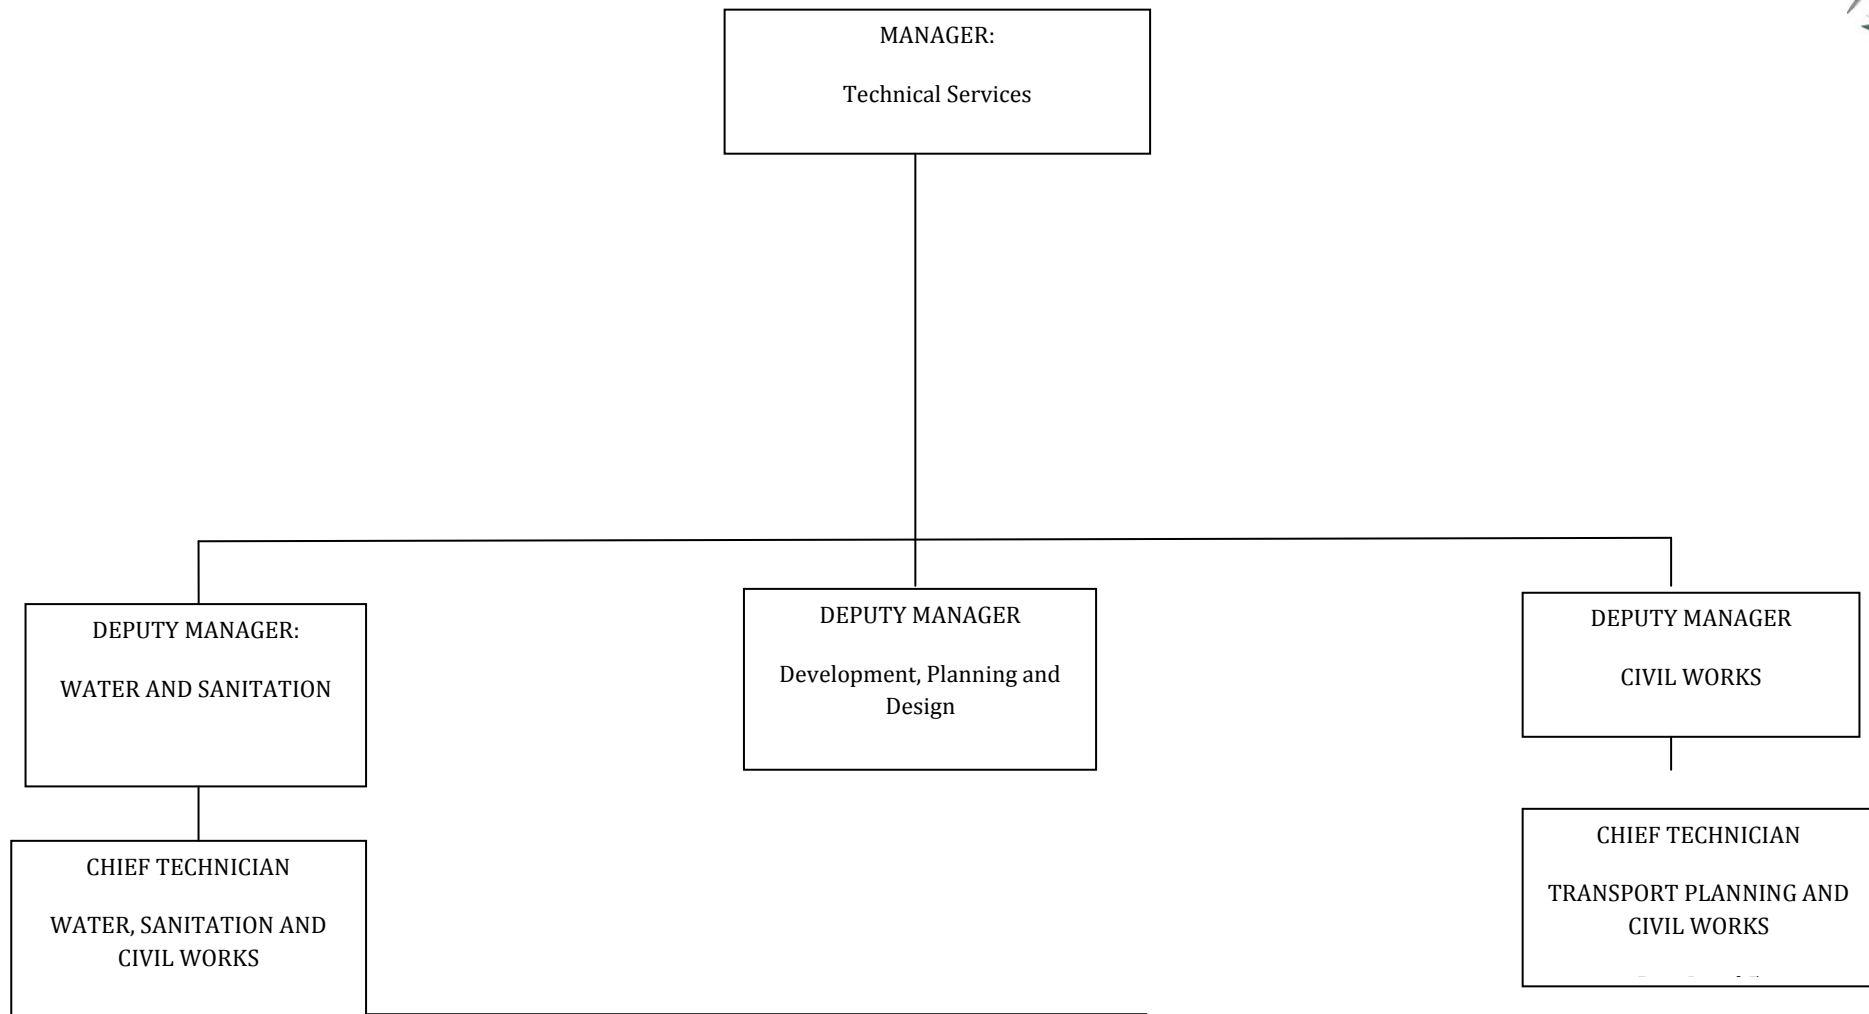 MANAGER:
Technical Services
DEPUTY MANAGER:
WATER AND SANITATION
DEPUTY MANAGER
Development, Planning and
Design
DEPUTY MANAGER
CIVIL WORKS
CHIEF TECHNICIAN
WATER, SANITATION AND
CIVIL WORKS
CHIEF TECHNICIAN
TRANSPORT PLANNING AND
CIVIL WORKS